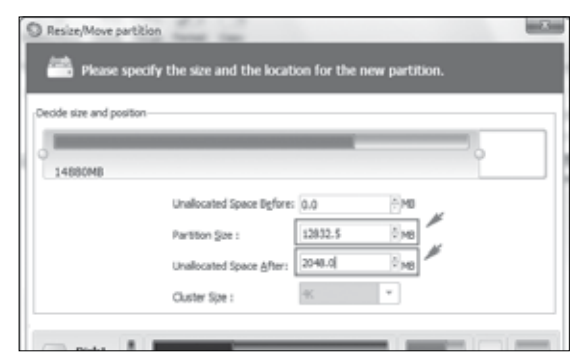 Resize/Move partition
Please specify the size and the location for the new partition.
Decide size and position
14880MB
Unallocated Space Before: 0.0 MB
Partition Size : 12832.5 MB
Unallocated Space After: 2048.0 MB
Cluster Size :